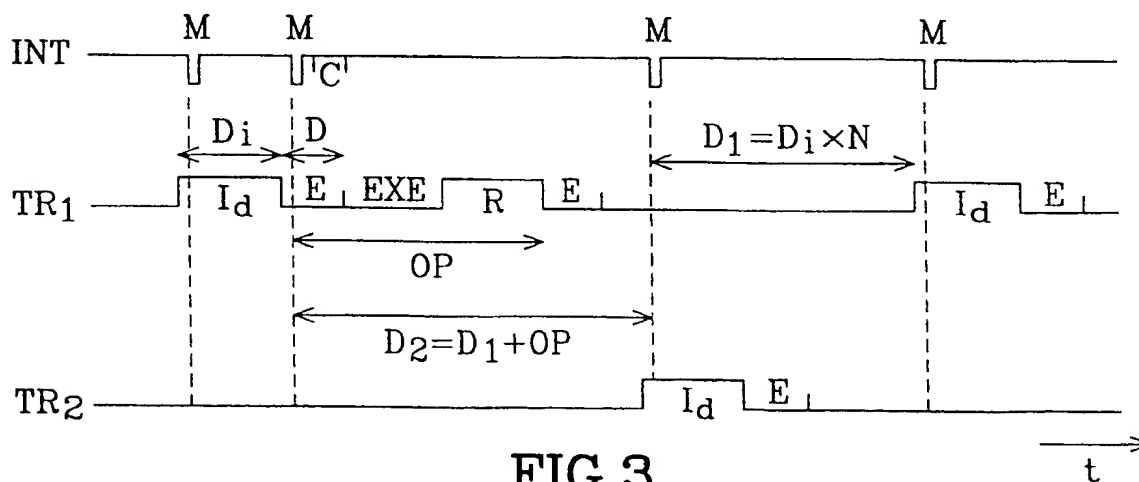 M M M M
INT C
Di D D1=Di×N
TR1 Id E EXE R E Id E
OP
D2=D1+OP
TR2 Id E
t
FIG.3